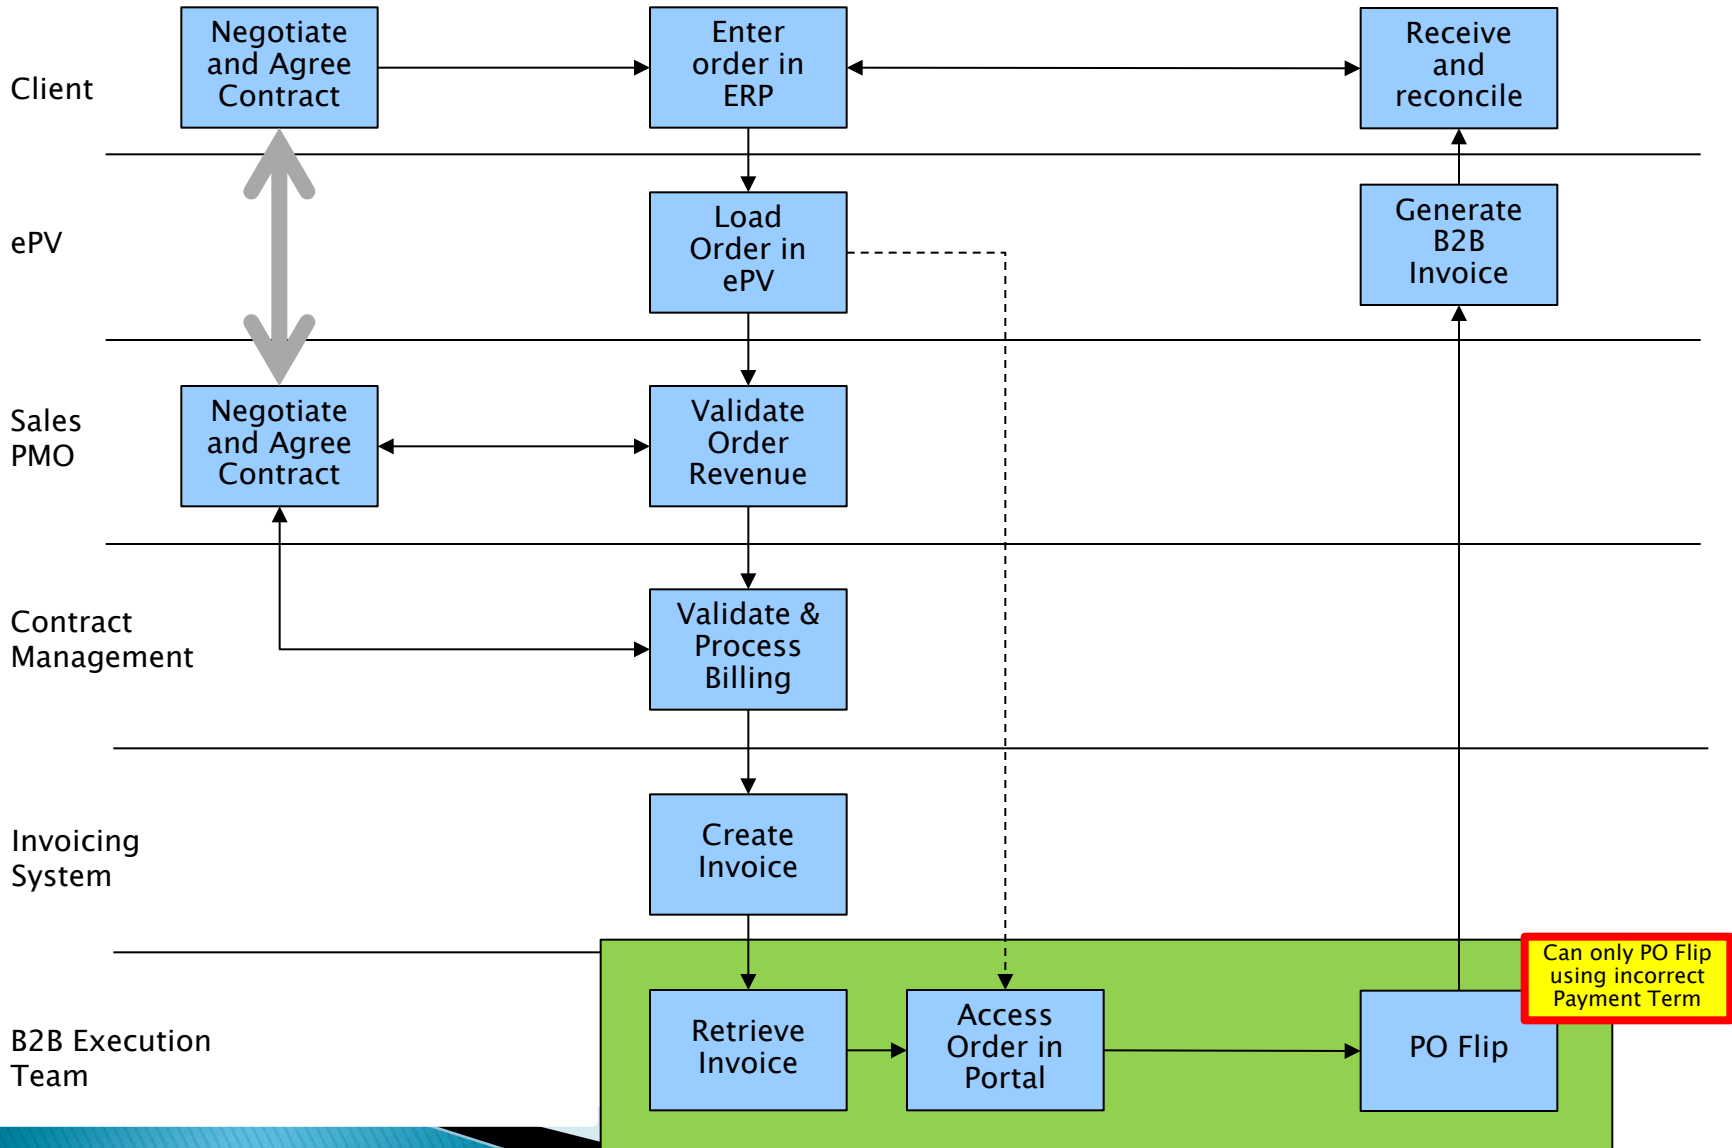 Client
Negotiate
and Agree
Contract
Enter
order in
ERP
Receive
and
reconcile
ePV
Load
Order in
ePV
Generate
B2B
Invoice
Sales
PMO
Negotiate
and Agree
Contract
Validate
Order
Revenue
Contract
Management
Validate &
Process
Billing
Invoicing
System
Create
Invoice
B2B Execution
Team
Retrieve
Invoice
Access
Order in
Portal
PO Flip
Can only PO Flip
using incorrect
Payment Term